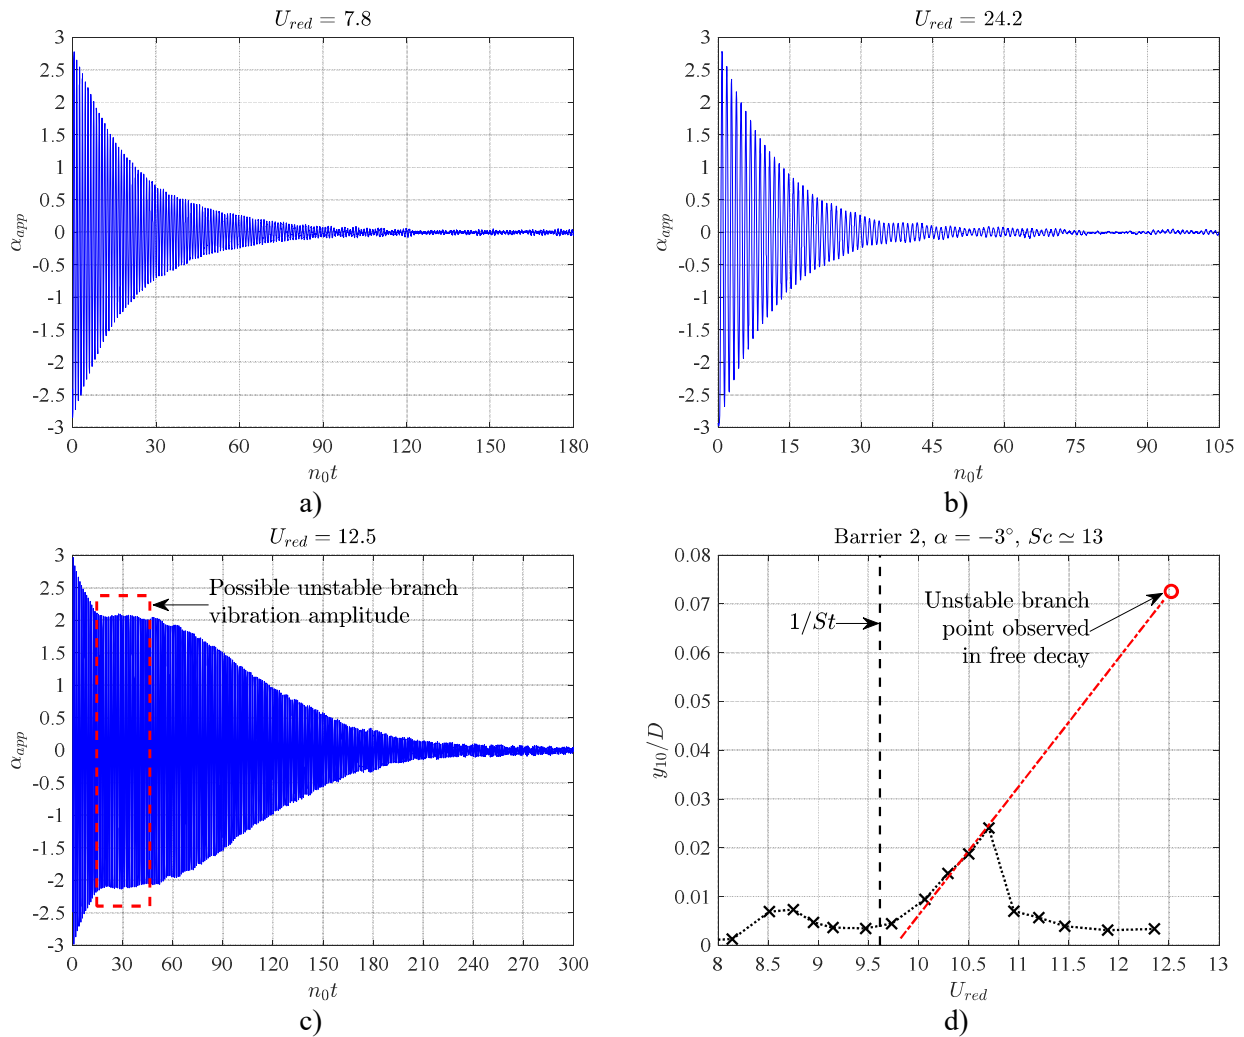 U_red = 7.8
3
2.5
2
1.5
1
0.5
0
-0.5
-1
-1.5
-2
-2.5
-3
α_app
0 30 60 90 120 150 180
n_0t
a)
U_red = 24.2
3
2.5
2
1.5
1
0.5
0
-0.5
-1
-1.5
-2
-2.5
-3
α_app
0 15 30 45 60 75 90 105
n_0t
b)
U_red = 12.5
3
2.5
2
1.5
1
0.5
0
-0.5
-1
-1.5
-2
-2.5
-3
α_app
Possible unstable branch
vibration amplitude
0 30 60 90 120 150 180 210 240 270 300
n_0t
c)
Barrier 2, α = −3°, Sc ≃ 13
0.08
0.07
0.06
0.05
0.04
0.03
0.02
0.01
0
y_10/D
1/St
Unstable branch
point observed
in free decay
8 8.5 9 9.5 10 10.5 11 11.5 12 12.5 13
U_red
d)